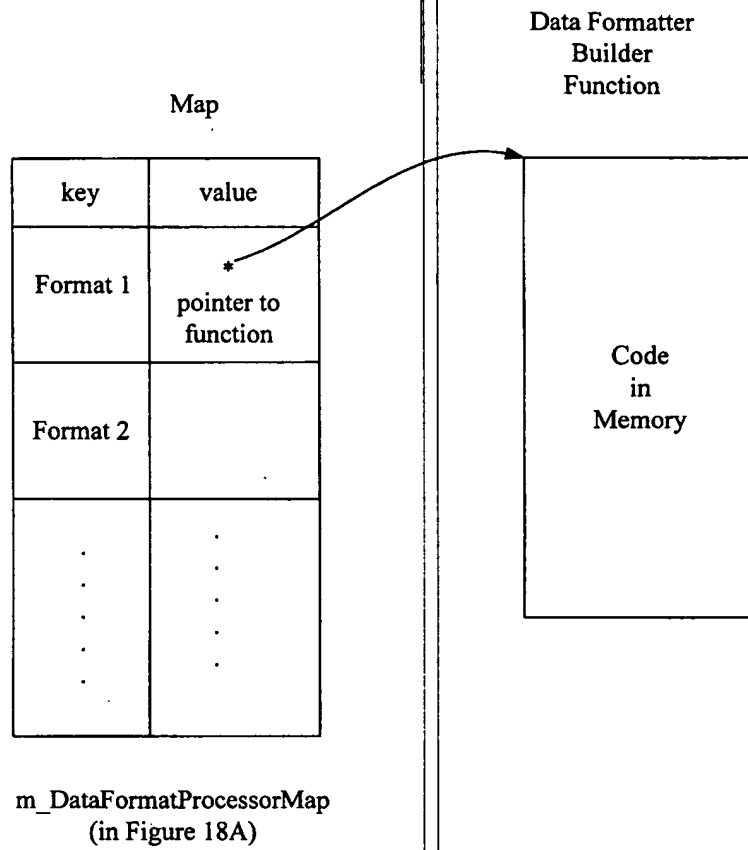 Map
key value
Format 1
*
pointer to
function
Format 2
m_DataFormatProcessorMap
(in Figure 18A)
Data Formatter
Builder
Function
Code
in
Memory